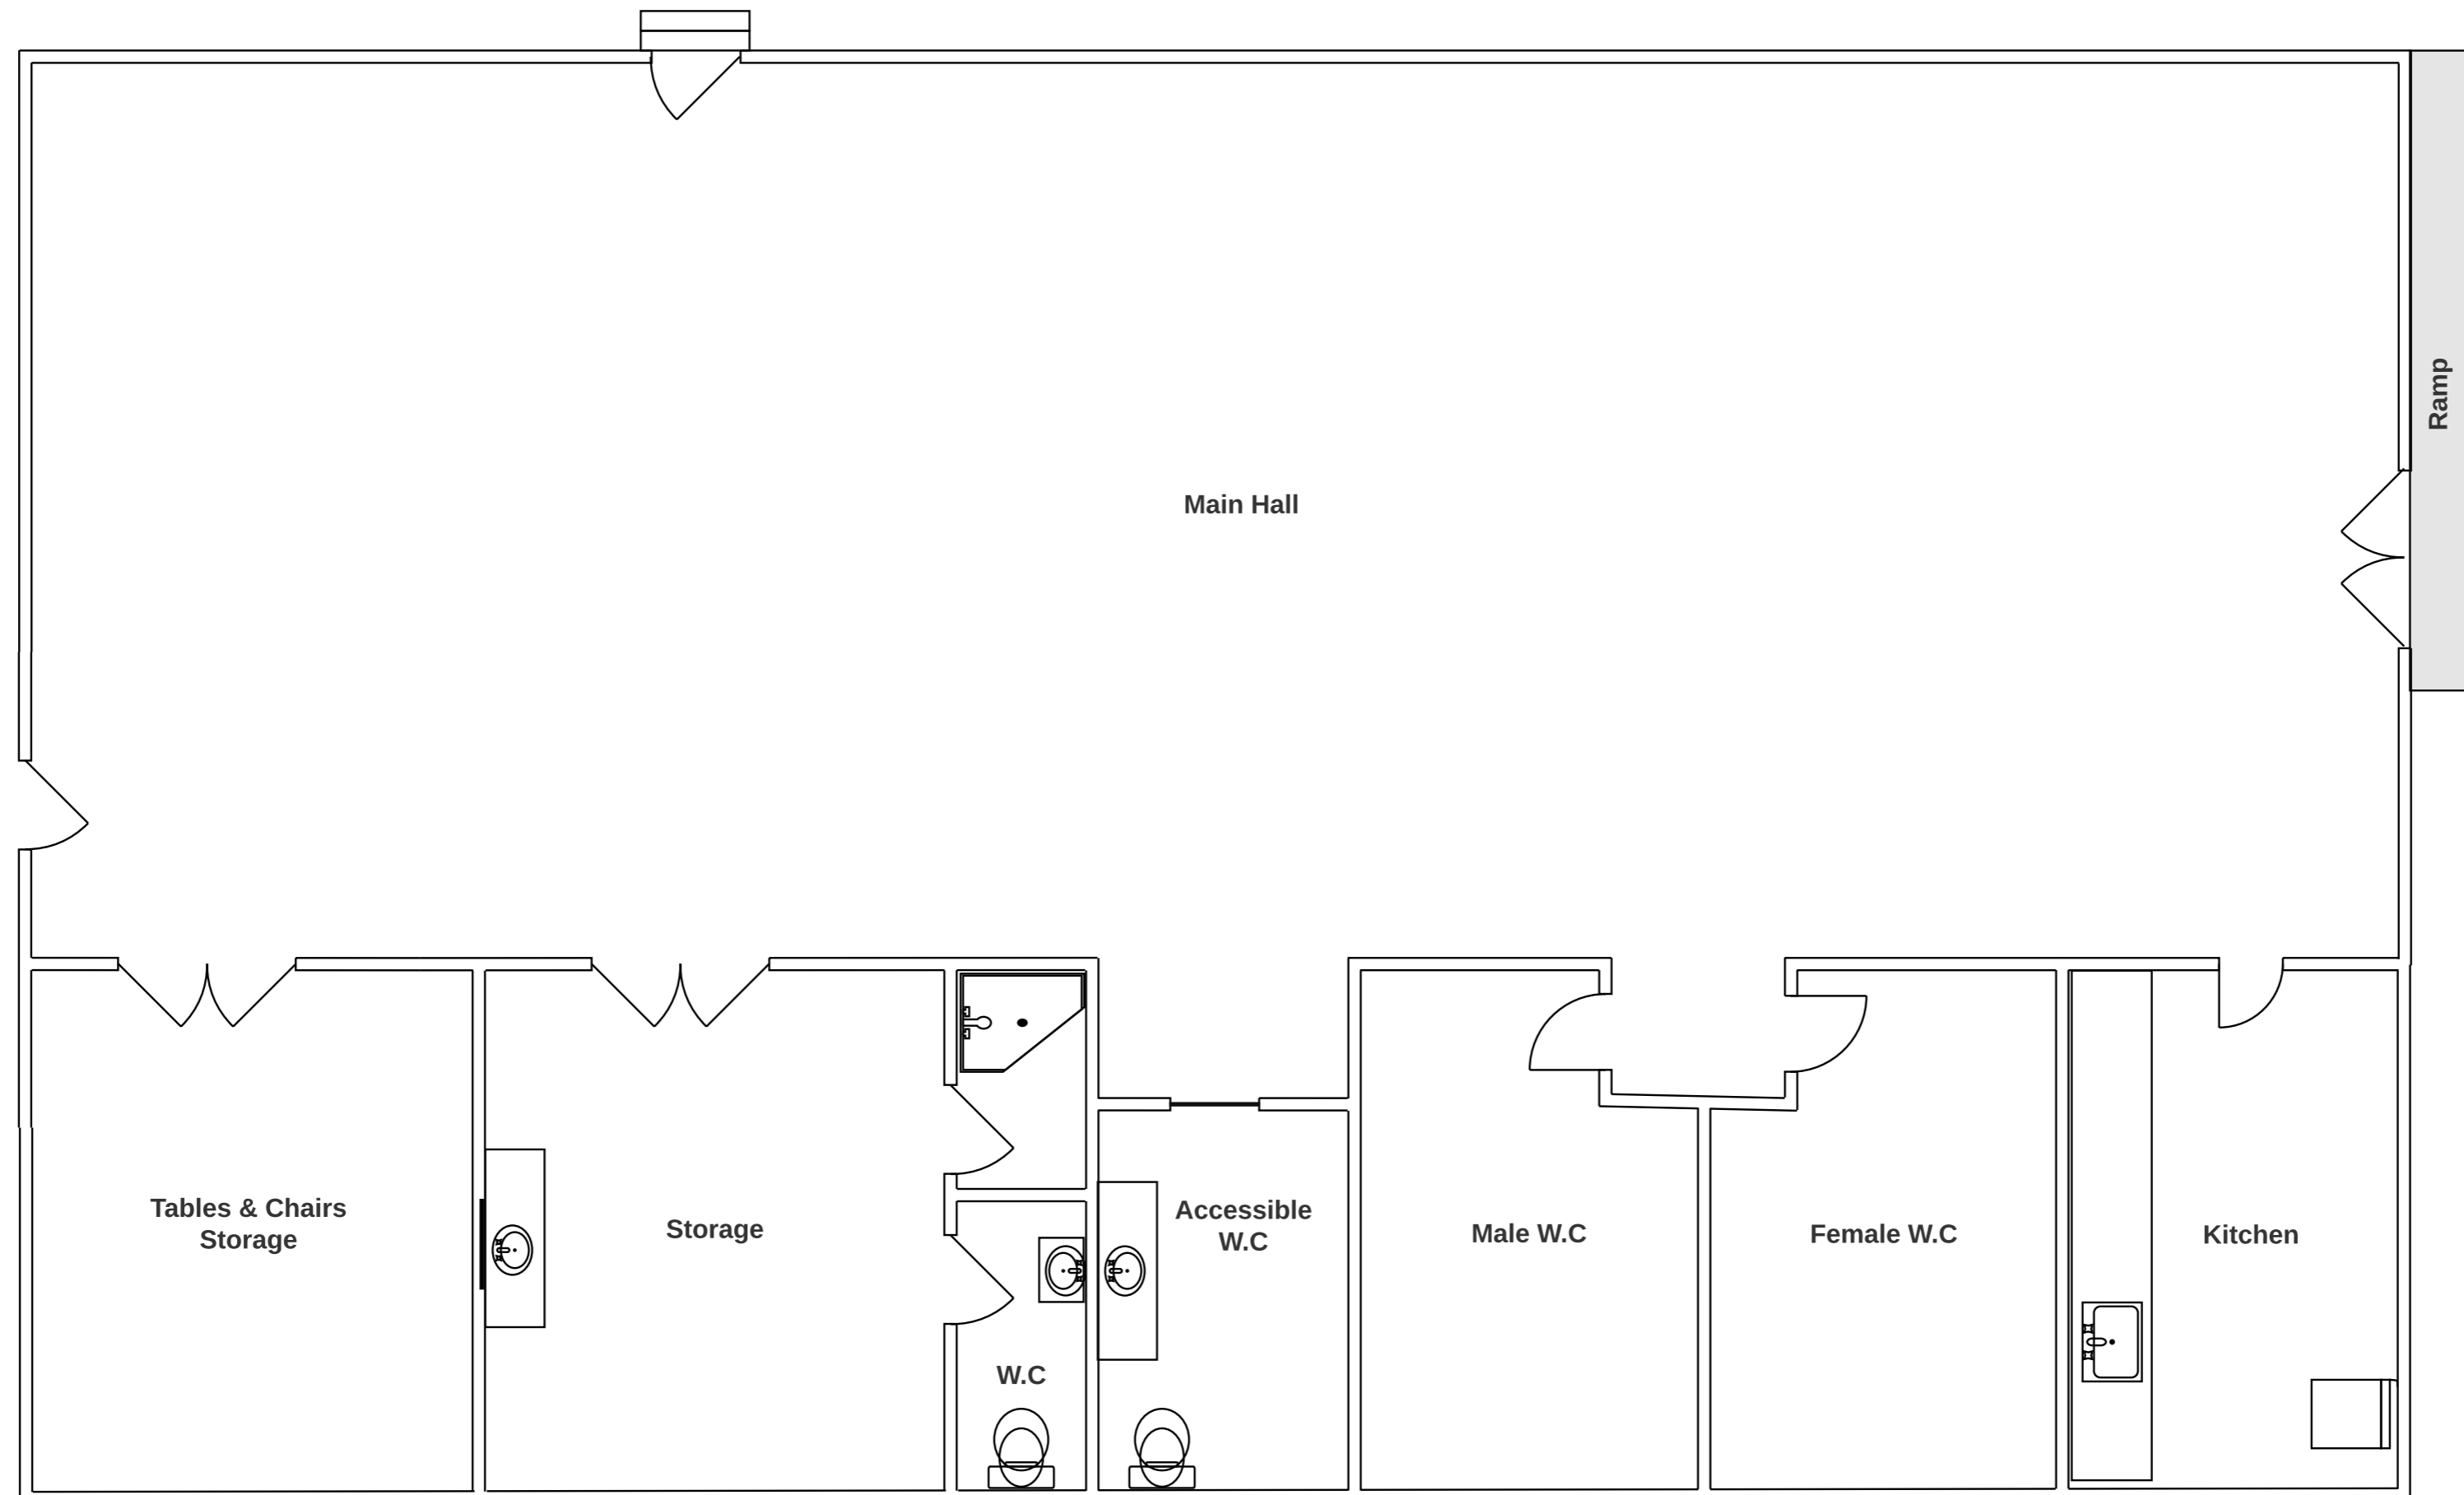 Ramp
Main Hall
Tables & Chairs
Storage
Storage
W.C
Accessible
W.C
Male W.C
Female W.C
Kitchen